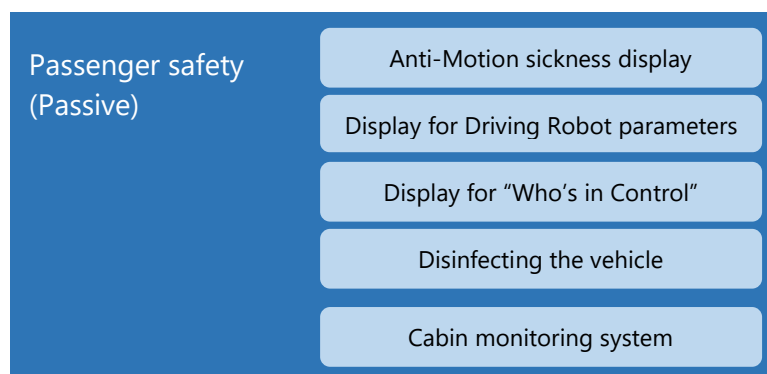 Passenger safety
(Passive)
Anti-Motion sickness display
Display for Driving Robot parameters
Display for “Who’s in Control”
Disinfecting the vehicle
Cabin monitoring system